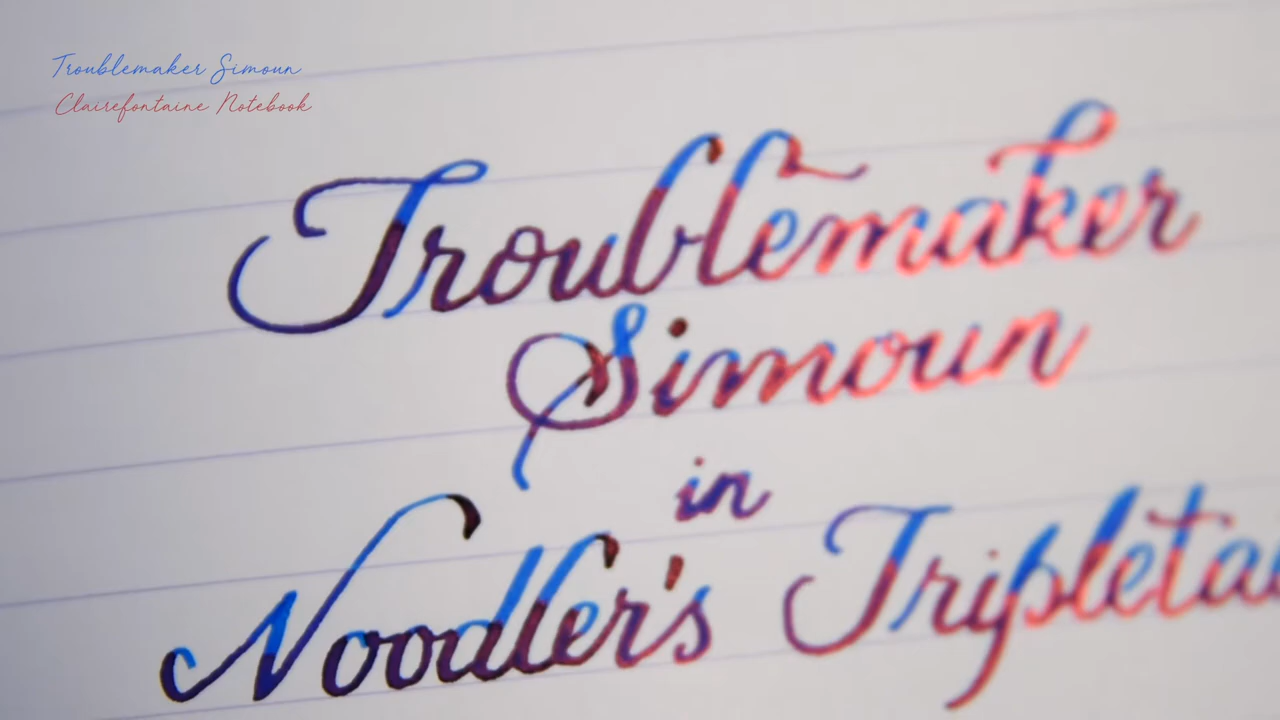 Troublemaker Simoun
Clairefontaine Notebook
Troublemaker
Simoun
in
Noodler's